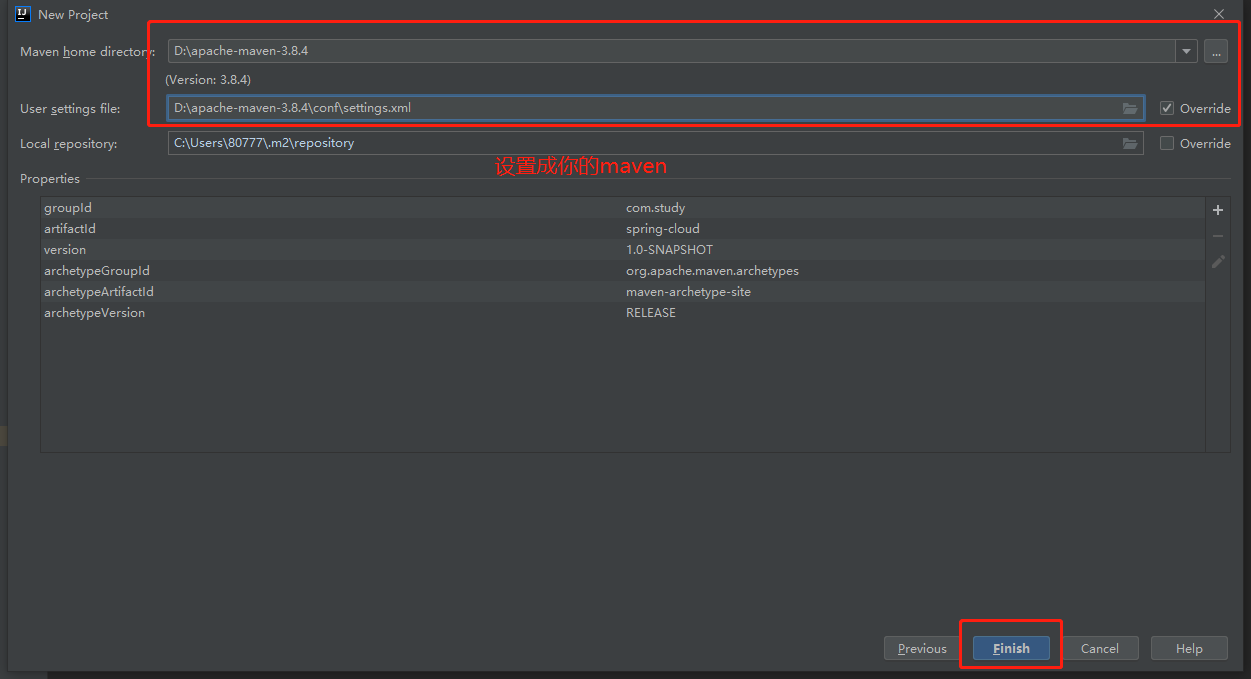 New Project
Maven home directory: D:\apache-maven-3.8.4 ...
(Version: 3.8.4)
User settings file: D:\apache-maven-3.8.4\conf\settings.xml Override
Local repository: C:\Users\80777\.m2\repository Override
设置成你的maven
Properties
groupId com.study
artifactId spring-cloud
version 1.0-SNAPSHOT
archetypeGroupId org.apache.maven.archetypes
archetypeArtifactId maven-archetype-site
archetypeVersion RELEASE
Previous Finish Cancel Help